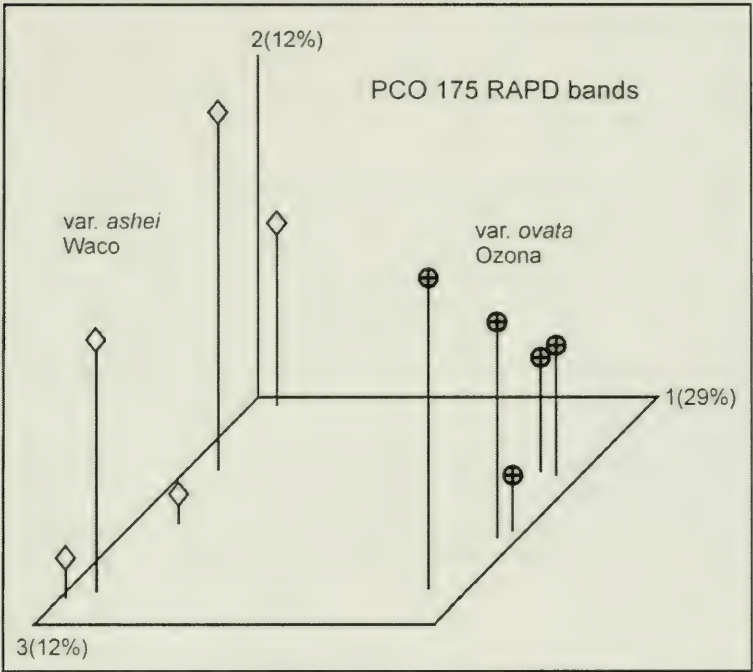 2(12%)
PCO 175 RAPD bands
var. ashei
Waco
var. ovata
Ozona
1(29%)
3(12%)